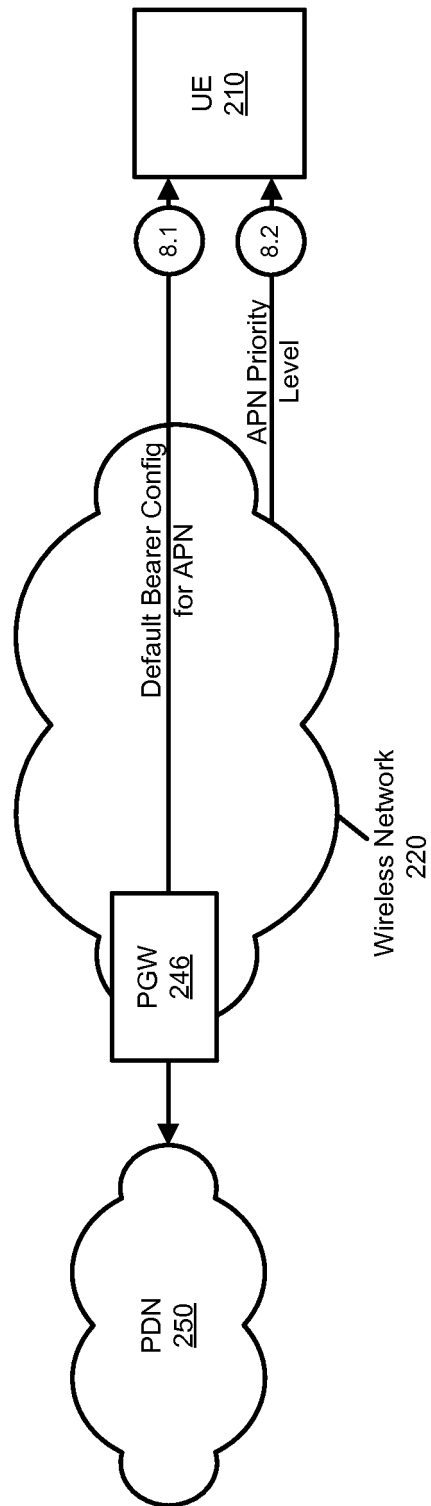 PDN
250
PGW
246
Default Bearer Config
for APN
Wireless Network
220
APN Priority
Level
8.1
8.2
UE
210